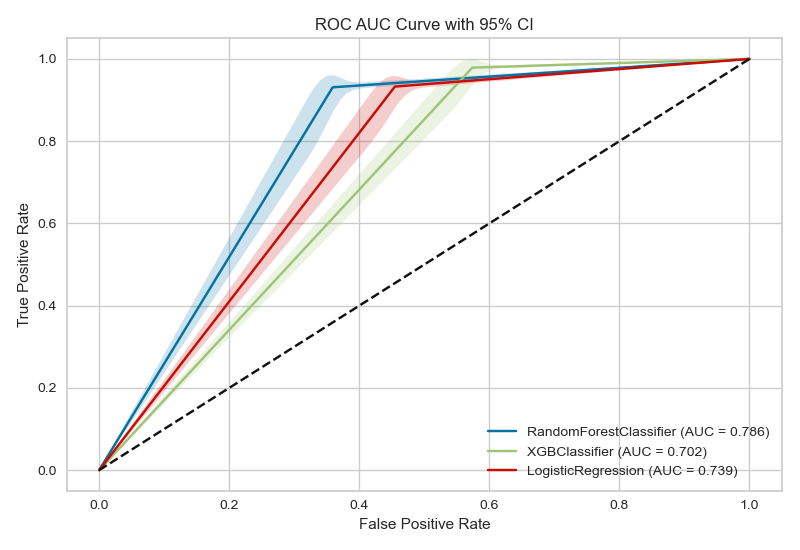 ROC AUC Curve with 95% CI
True Positive Rate
1.0
0.8
0.6
0.4
0.2
0.0
RandomForestClassifier (AUC = 0.786)
XGBClassifier (AUC = 0.702)
LogisticRegression (AUC = 0.739)
0.0 0.2 0.4 0.6 0.8 1.0
False Positive Rate